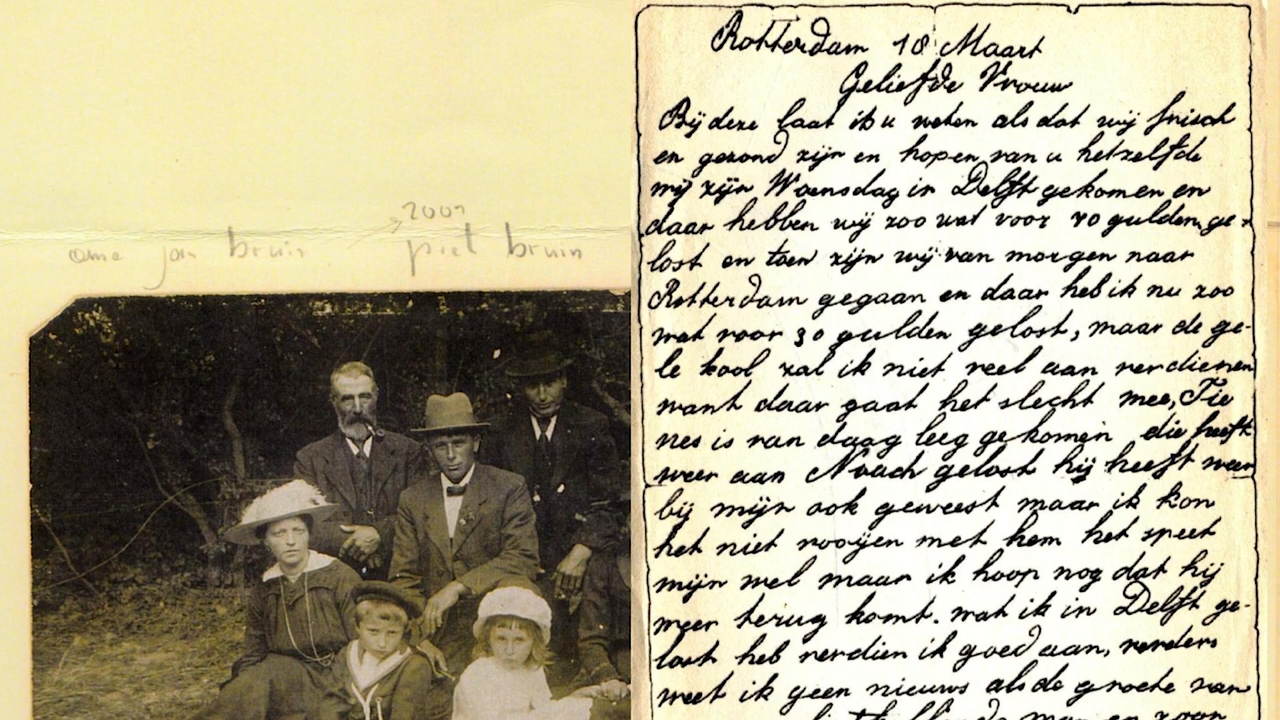 2007
ome jan bruin piet bruin
Rotterdam 18 Maart
Geliefde Vrouw
Bij deze laat ik u weten als dat wij frisch
en gezond zijn en hopen van u hetzelfde
wij zijn Woensdag in Delft gekomen en
daar hebben wij zoo wat voor 70 gulden ge-
lost en toen zijn wij van morgen naar
Rotterdam gegaan en daar heb ik nu zoo
wat voor 30 gulden gelost, maar de ge-
le kool zal ik niet veel aan verdienen
want daar gaat het slecht mee, Tie
nes is van daag leeg gekomen die heeft
weer aan Noach gelost hij heeft weer
bij mijn ook geweest maar ik kon
het niet rooijen met hem het speet
mijn wel maar ik hoop nog dat hij
weer terug komt. wat ik in Delft ge-
lost heb verdien ik goed aan, verders
weet ik geen nieuws als de groete van
man en zoon